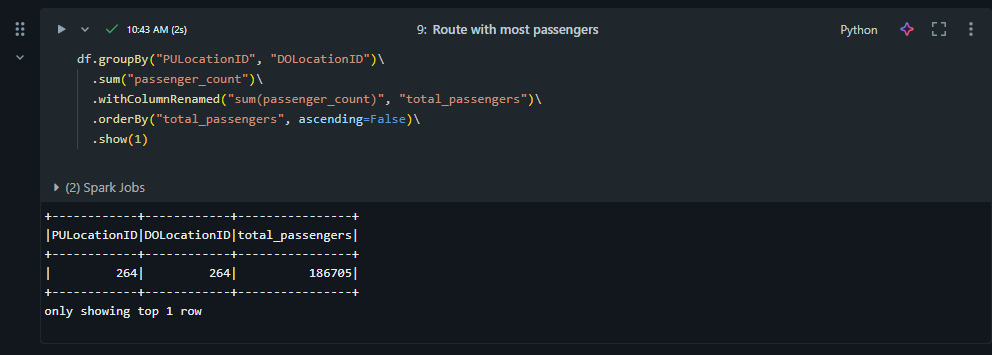 10:43 AM (2s)
9: Route with most passengers
Python
df.groupBy("PULocationID", "DOLocationID")\
.sum("passenger_count")\
.withColumnRenamed("sum(passenger_count)", "total_passengers")\
.orderBy("total_passengers", ascending=False)\
.show(1)
(2) Spark Jobs
+------------+------------+----------------+
|PULocationID|DOLocationID|total_passengers|
+------------+------------+----------------+
|         264|         264|          186705|
+------------+------------+----------------+
only showing top 1 row